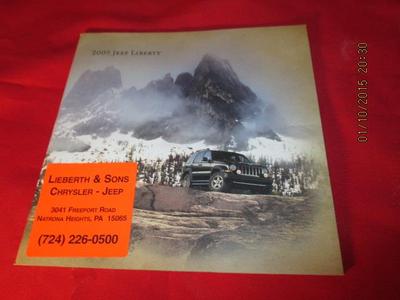 2005 Jeep Liberty
Lieberth & Sons
Chrysler - Jeep
3041 Freeport Road
Natrona Heights, PA 15065
(724) 226-0500
01/10/2015 20:30